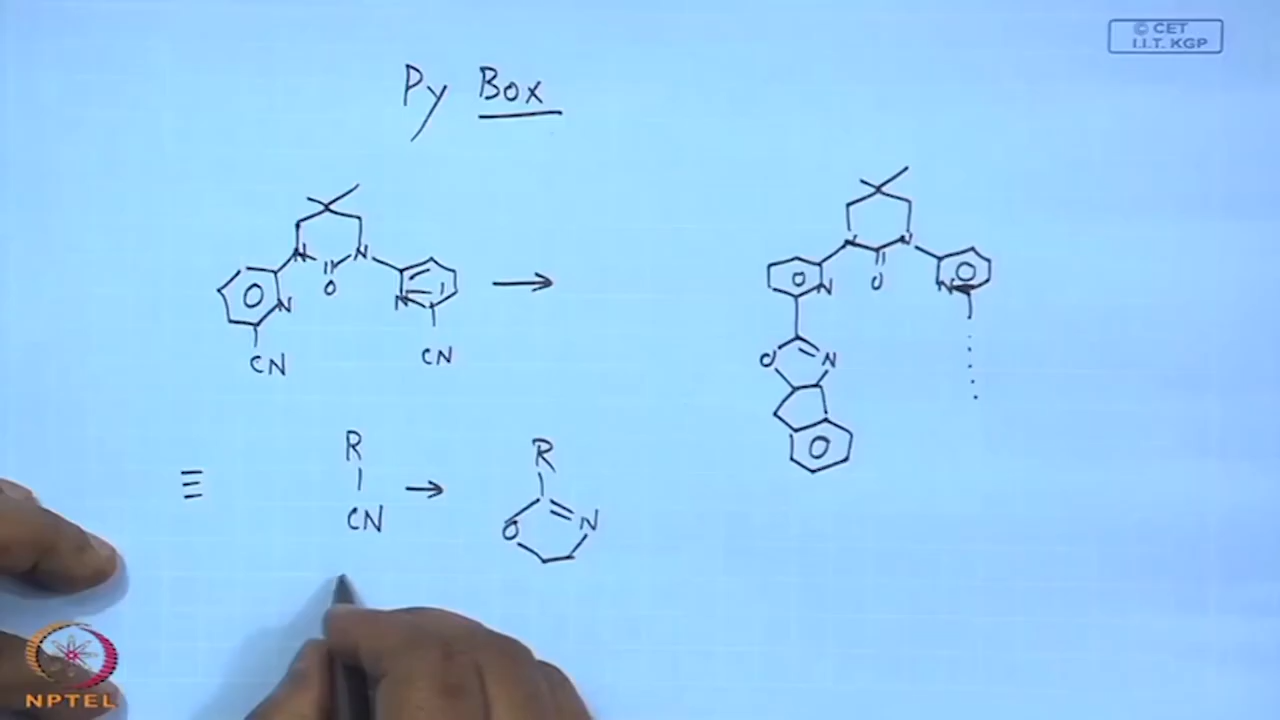 © CET
I.I.T. KGP
Py Box
N N
O
N N
CN CN
→
N N
O
N N
O N
≡ R → R
CN O N
NPTEL